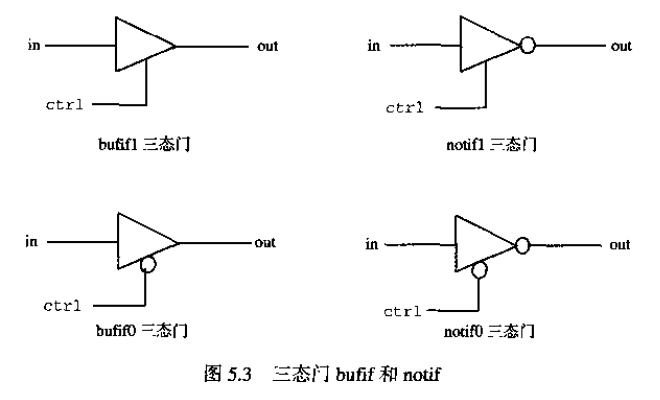 in out in out
ctrl ctrl
bufif1 三态门 notif1 三态门
in out in out
ctrl ctrl
bufif0 三态门 notif0 三态门
图 5.3 三态门 bufif 和 notif